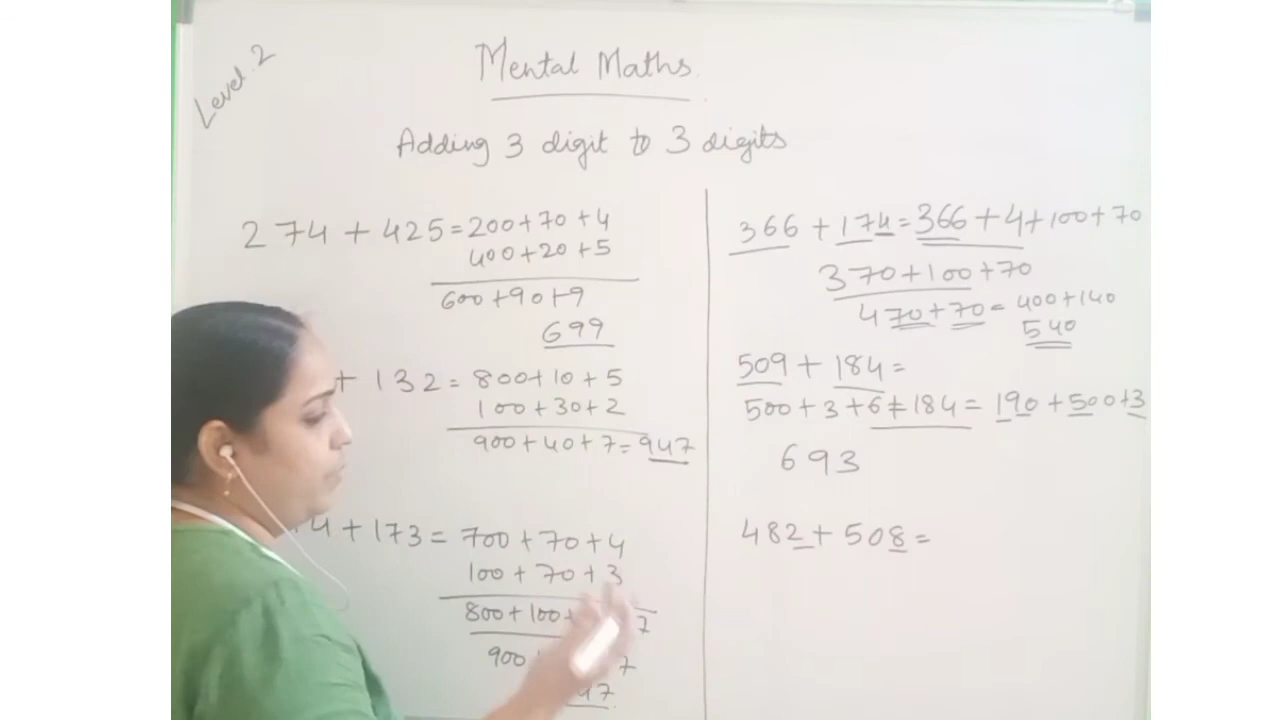 Level 2
Mental Maths
Adding 3 digit to 3 digits
274 + 425 = 200 + 70 + 4
400 + 20 + 5
600 + 90 + 9
699
+ 132 = 800 + 10 + 5
100 + 30 + 2
900 + 40 + 7 = 947
4 + 173 = 700 + 70 + 4
100 + 70 + 3
800 + 100 + 7
900 7
47
366 + 174 = 366 + 4 + 100 + 70
370 + 100 + 70
470 + 70 = 400 + 140
540
509 + 184 =
500 + 3 + 6 + 184 = 190 + 500 + 3
693
482 + 508 =